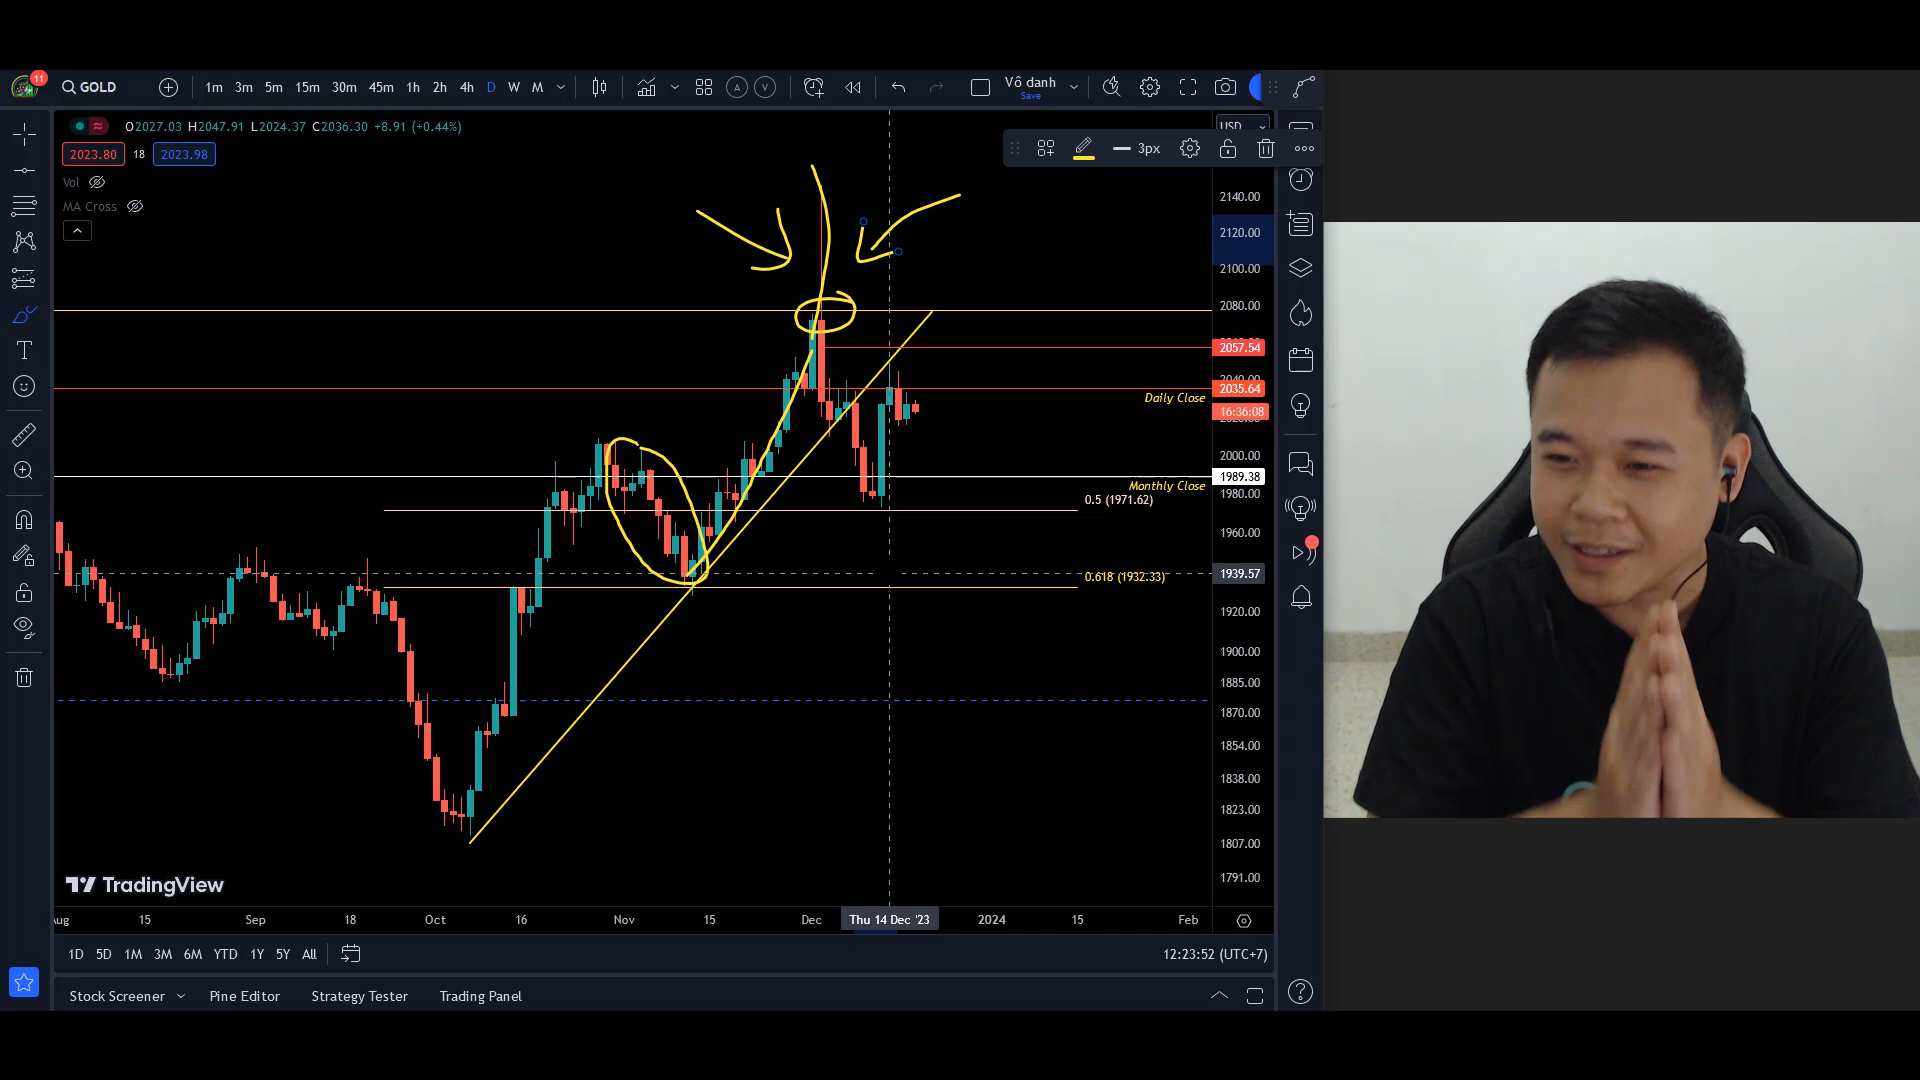 11
GOLD
1m 3m 5m 15m 30m 45m 1h 2h 4h D W M
A V
Vô danh
Save
O2027.03 H2047.91 L2024.37 C2036.30 +8.91 (+0.44%)
USD
2023.80 18 2023.98
3px
Vol
MA Cross
2140.00
2120.00
2100.00
2080.00
2057.54
2040.00
2035.64
Daily Close
16:36:08
2000.00
1989.38
Monthly Close
1980.00
0.5 (1971.62)
1960.00
1939.57
0.618 (1932.33)
1920.00
1900.00
1885.00
1870.00
1854.00
1838.00
1823.00
1807.00
1791.00
TradingView
15 Sep 18 Oct 16 Nov 15 Dec Thu 14 Dec '23 2024 15 Feb
1D 5D 1M 3M 6M YTD 1Y 5Y All
12:23:52 (UTC+7)
Stock Screener Pine Editor Strategy Tester Trading Panel